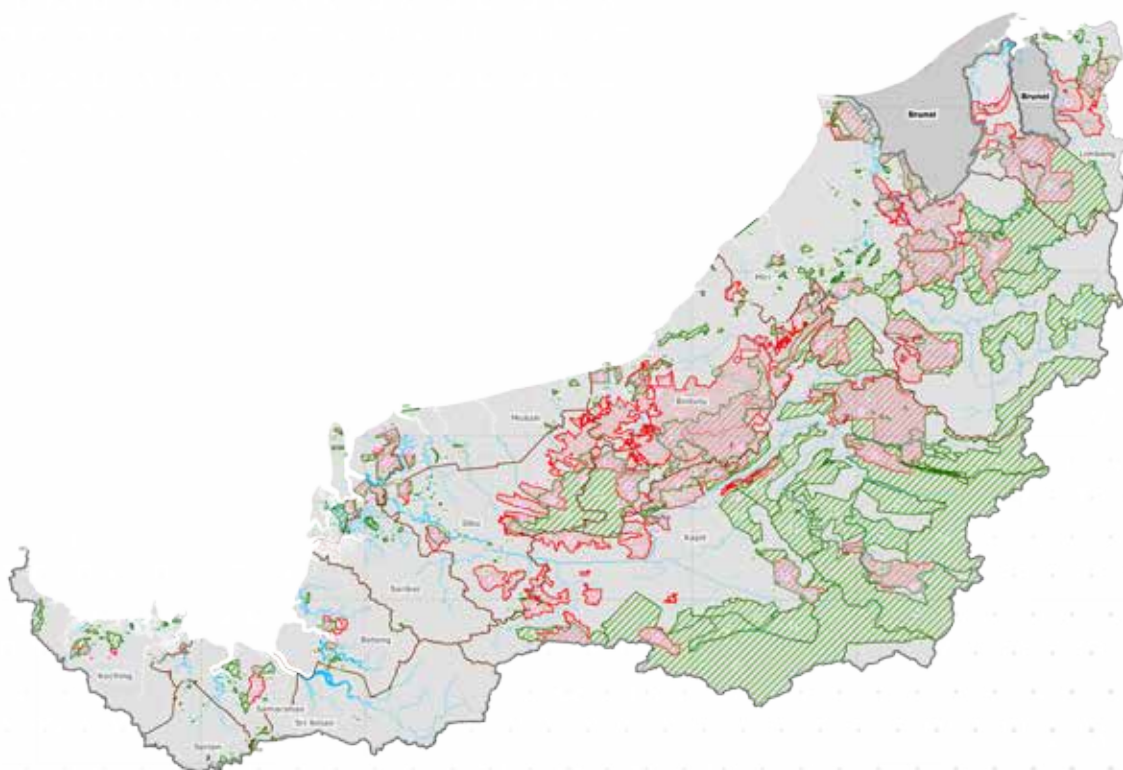 Brunei
Brunei
Limbang
Miri
Bintulu
Mukah
Sibu
Kapit
Sarikei
Betong
Kuching
Samarahan
Sri Aman
Serian